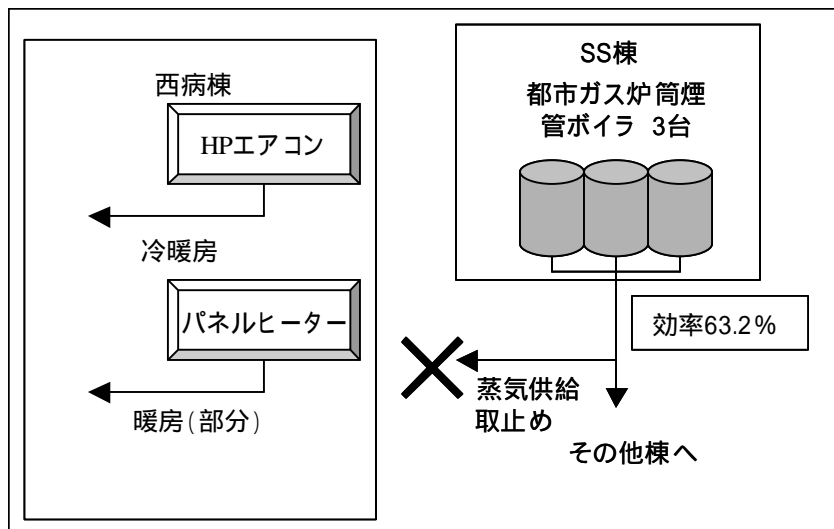 西病棟
HPエアコン
冷暖房
パネルヒーター
暖房(部分)
SS棟
都市ガス炉筒煙
管ボイラ 3台
効率63.2%
蒸気供給
取止め
その他棟へ